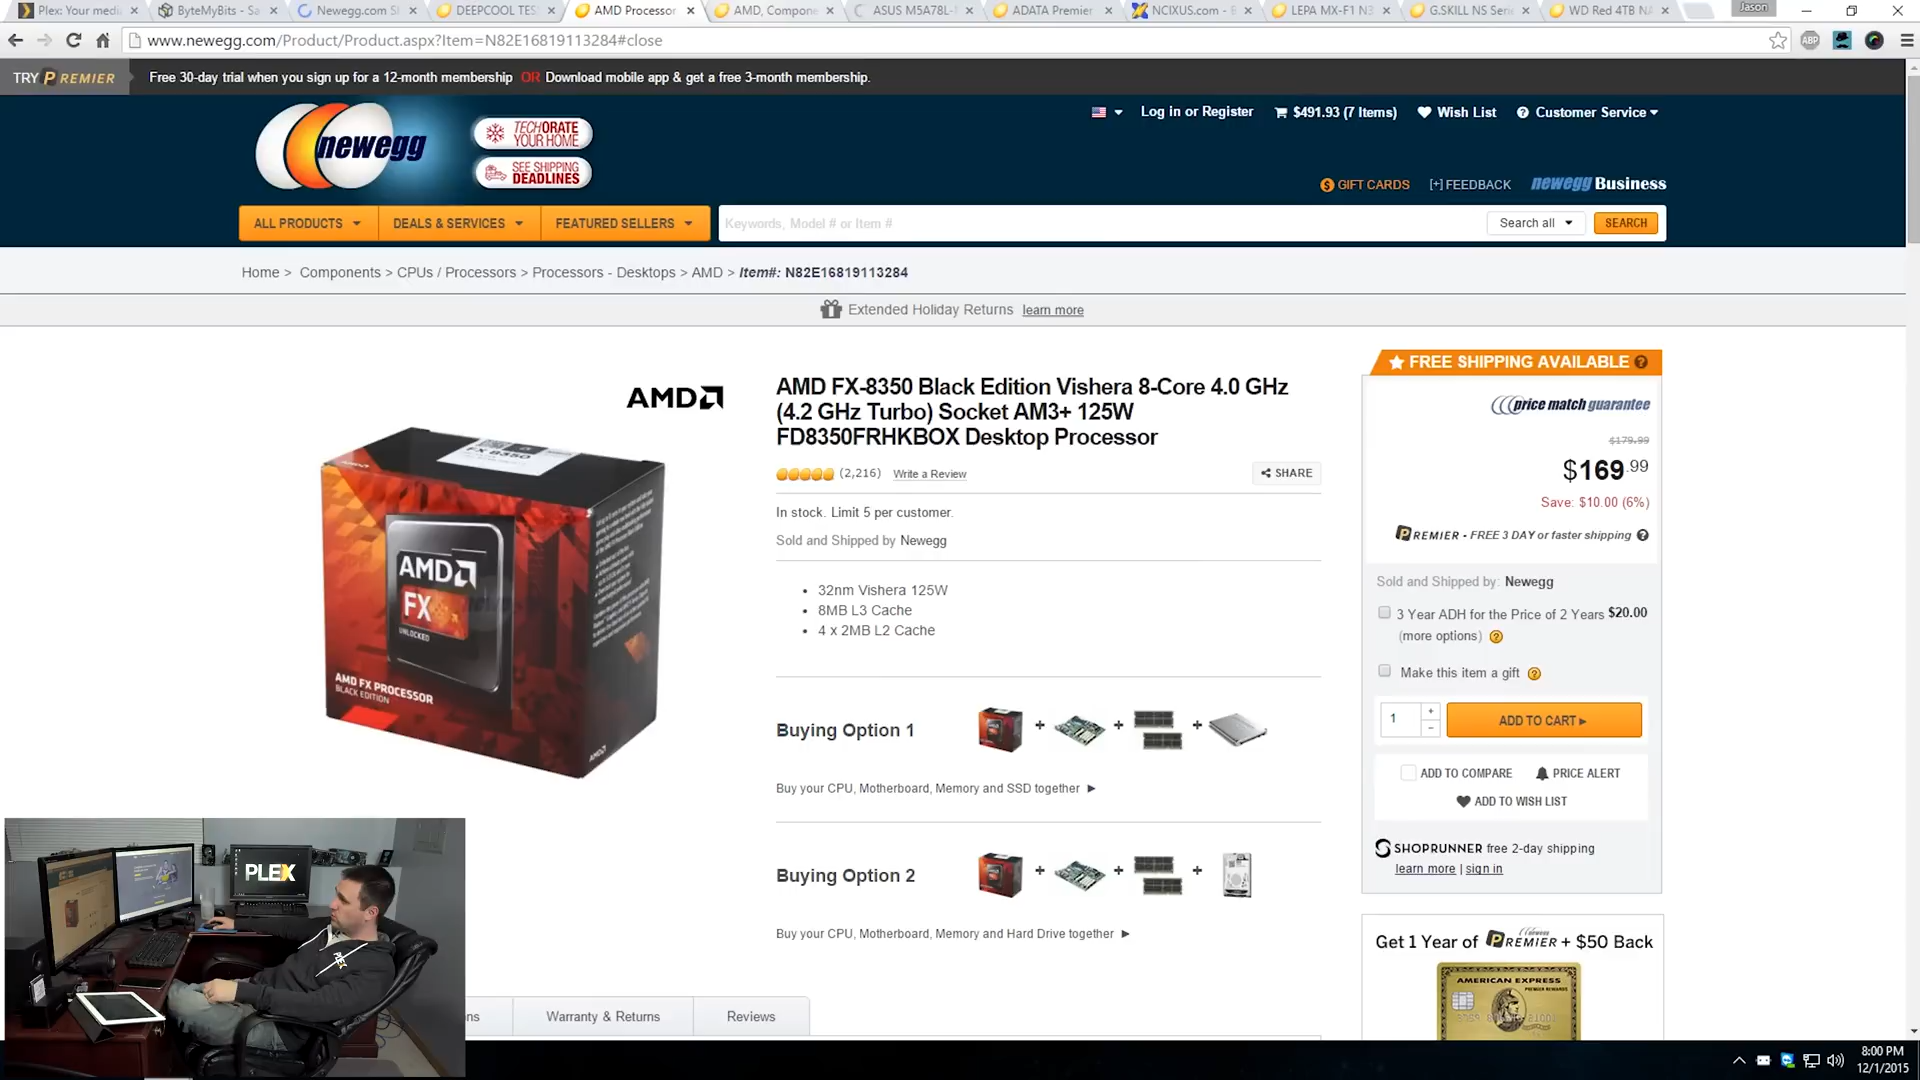 Plex: Your medi
ByteMyBits - Sa
Newegg.com S
DEEPCOOL TES
AMD Processor
AMD, Compone
ASUS M5A78L-
ADATA Premier
NCIXUS.com - B
LEPA MX-F1 N3
G.SKILL NS Seri
WD Red 4TB NA
Jason
www.newegg.com/Product/Product.aspx?Item=N82E16819113284#close
ABP
TRY PREMIER
Free 30-day trial when you sign up for a 12-month membership OR Download mobile app & get a free 3-month membership.
newegg
TECHORATE
YOUR HOME
SEE SHIPPING
DEADLINES
Log in or Register
$491.93 (7 Items)
Wish List
Customer Service
GIFT CARDS
[+] FEEDBACK
newegg Business
ALL PRODUCTS
DEALS & SERVICES
FEATURED SELLERS
Keywords, Model # or Item #
Search all
SEARCH
Home > Components > CPUs / Processors > Processors - Desktops > AMD > Item#: N82E16819113284
Extended Holiday Returns learn more
AMD
FX 8350
AMD
FX
UNLOCKED
AMD FX PROCESSOR
BLACK EDITION
AMD
AMD FX-8350 Black Edition Vishera 8-Core 4.0 GHz
(4.2 GHz Turbo) Socket AM3+ 125W
FD8350FRHKBOX Desktop Processor
(2,216) Write a Review
SHARE
In stock. Limit 5 per customer.
Sold and Shipped by Newegg
• 32nm Vishera 125W
• 8MB L3 Cache
• 4 x 2MB L2 Cache
Buying Option 1
+ + +
Buy your CPU, Motherboard, Memory and SSD together ►
Buying Option 2
+ + +
Buy your CPU, Motherboard, Memory and Hard Drive together ►
ns
Warranty & Returns
Reviews
FREE SHIPPING AVAILABLE ?
price match guarantee
$179.99
$169.99
Save: $10.00 (6%)
PREMIER - FREE 3 DAY or faster shipping ?
Sold and Shipped by: Newegg
3 Year ADH for the Price of 2 Years $20.00
(more options) ?
Make this item a gift ?
1
+
-
ADD TO CART ▸
ADD TO COMPARE
PRICE ALERT
ADD TO WISH LIST
SHOPRUNNER free 2-day shipping
learn more | sign in
Get 1 Year of newegg PREMIER + $50 Back
AMERICAN EXPRESS
PLEX
8:00 PM
12/1/2015